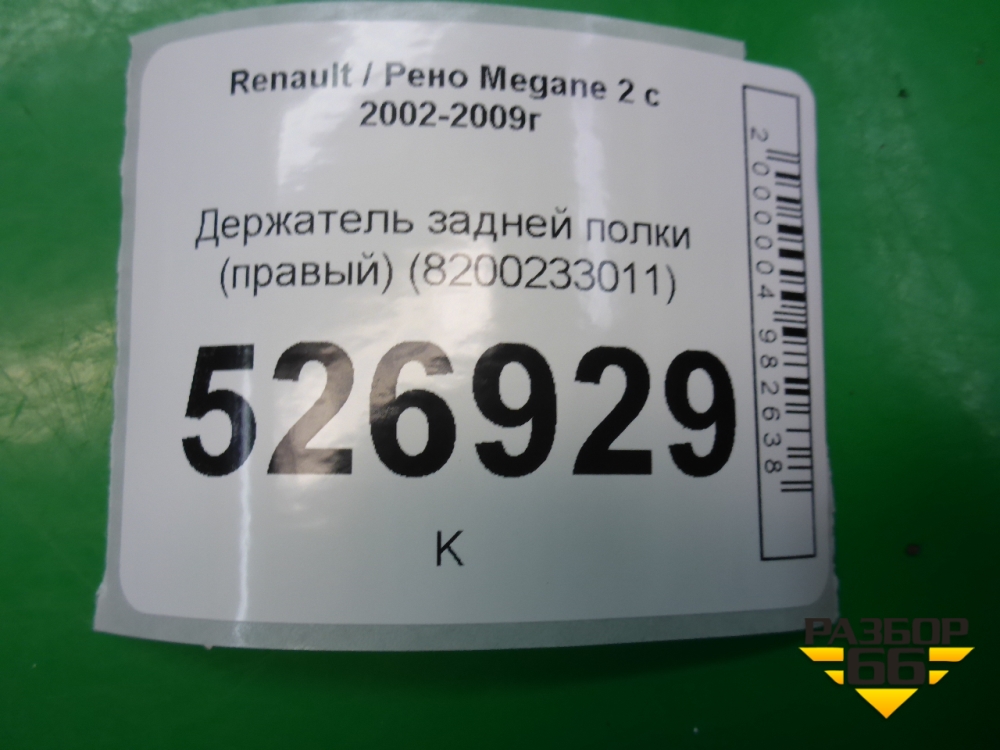 Renault / Рено Megane 2 с
2002-2009г
Держатель задней полки
(правый) (8200233011)
526929
К
2000004982638
РАЗБОР
66